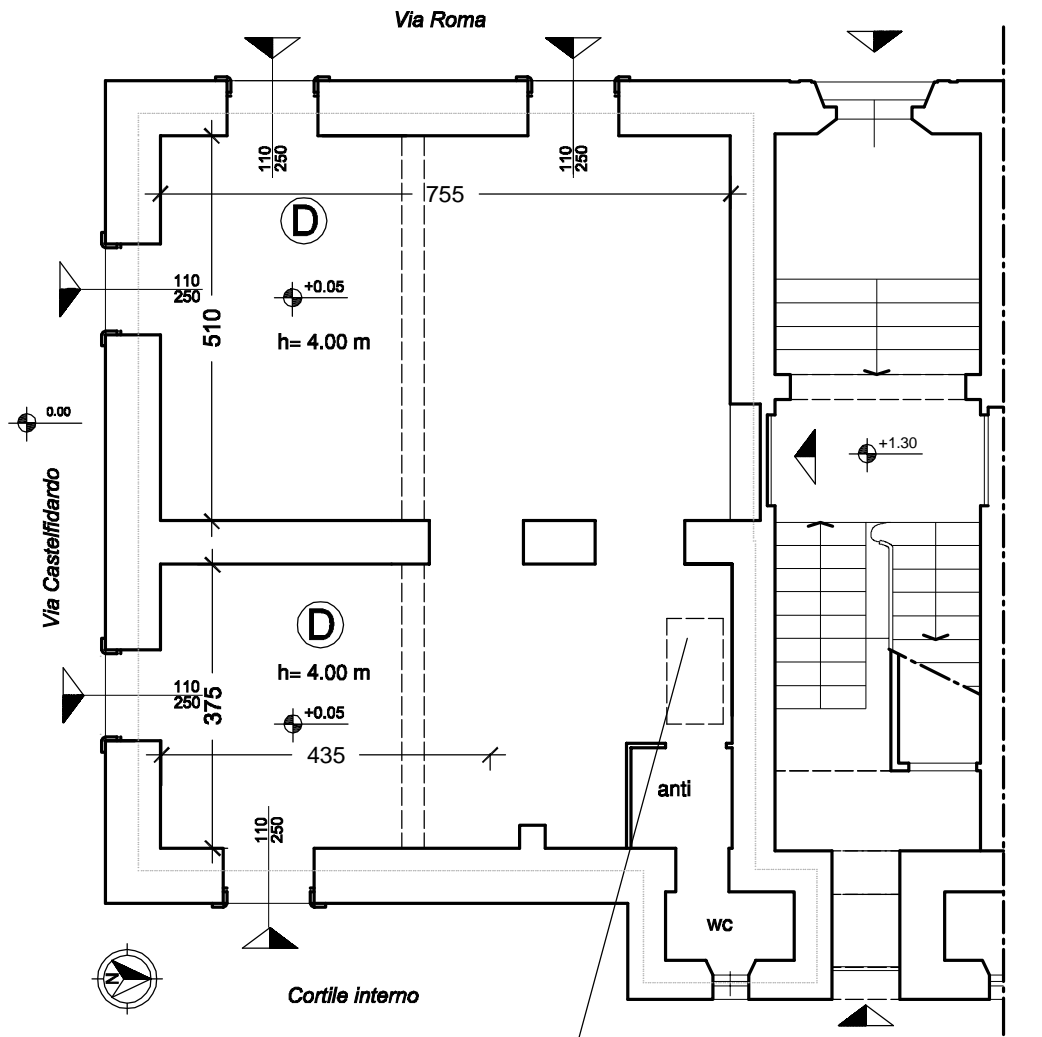 Via Roma
110
250
110
250
755
D
+0.05
110
250
h= 4.00 m
510
0.00
+1.30
Via Castelfidardo
D
h= 4.00 m
110
250
375
+0.05
435
anti
110
250
wc
N
Cortile interno